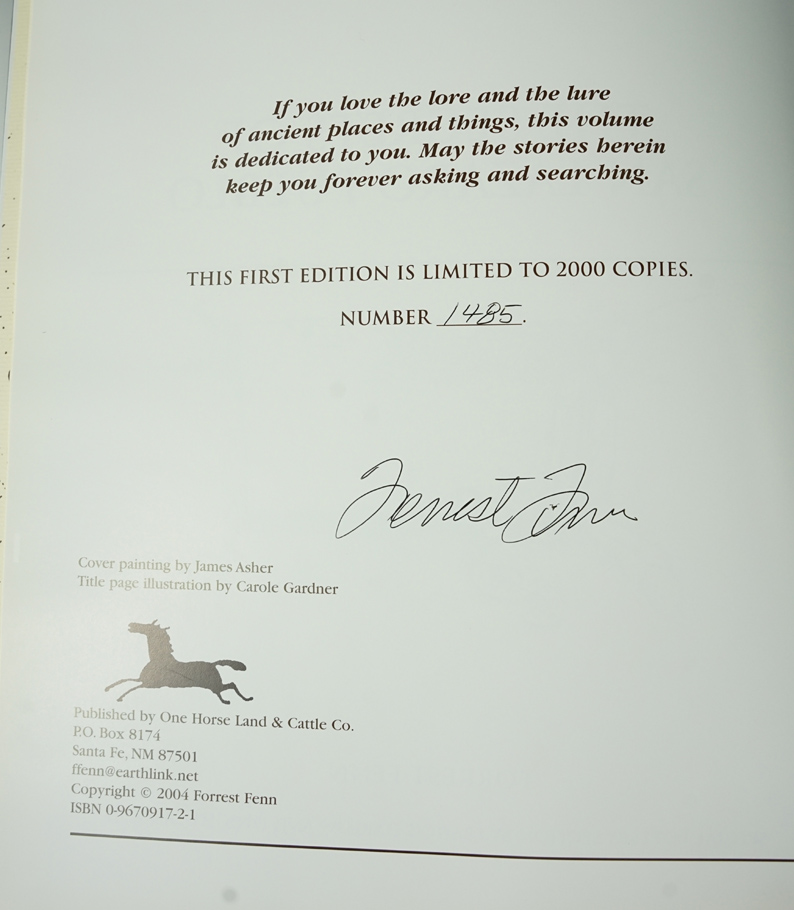 If you love the lore and the lure
of ancient places and things, this volume
is dedicated to you. May the stories herein
keep you forever asking and searching.
THIS FIRST EDITION IS LIMITED TO 2000 COPIES.
NUMBER 1485.
Forrest Fenn
Cover painting by James Asher
Title page illustration by Carole Gardner
Published by One Horse Land & Cattle Co.
P.O. Box 8174
Santa Fe, NM 87501
ffenn@earthlink.net
Copyright © 2004 Forrest Fenn
ISBN 0-9670917-2-1